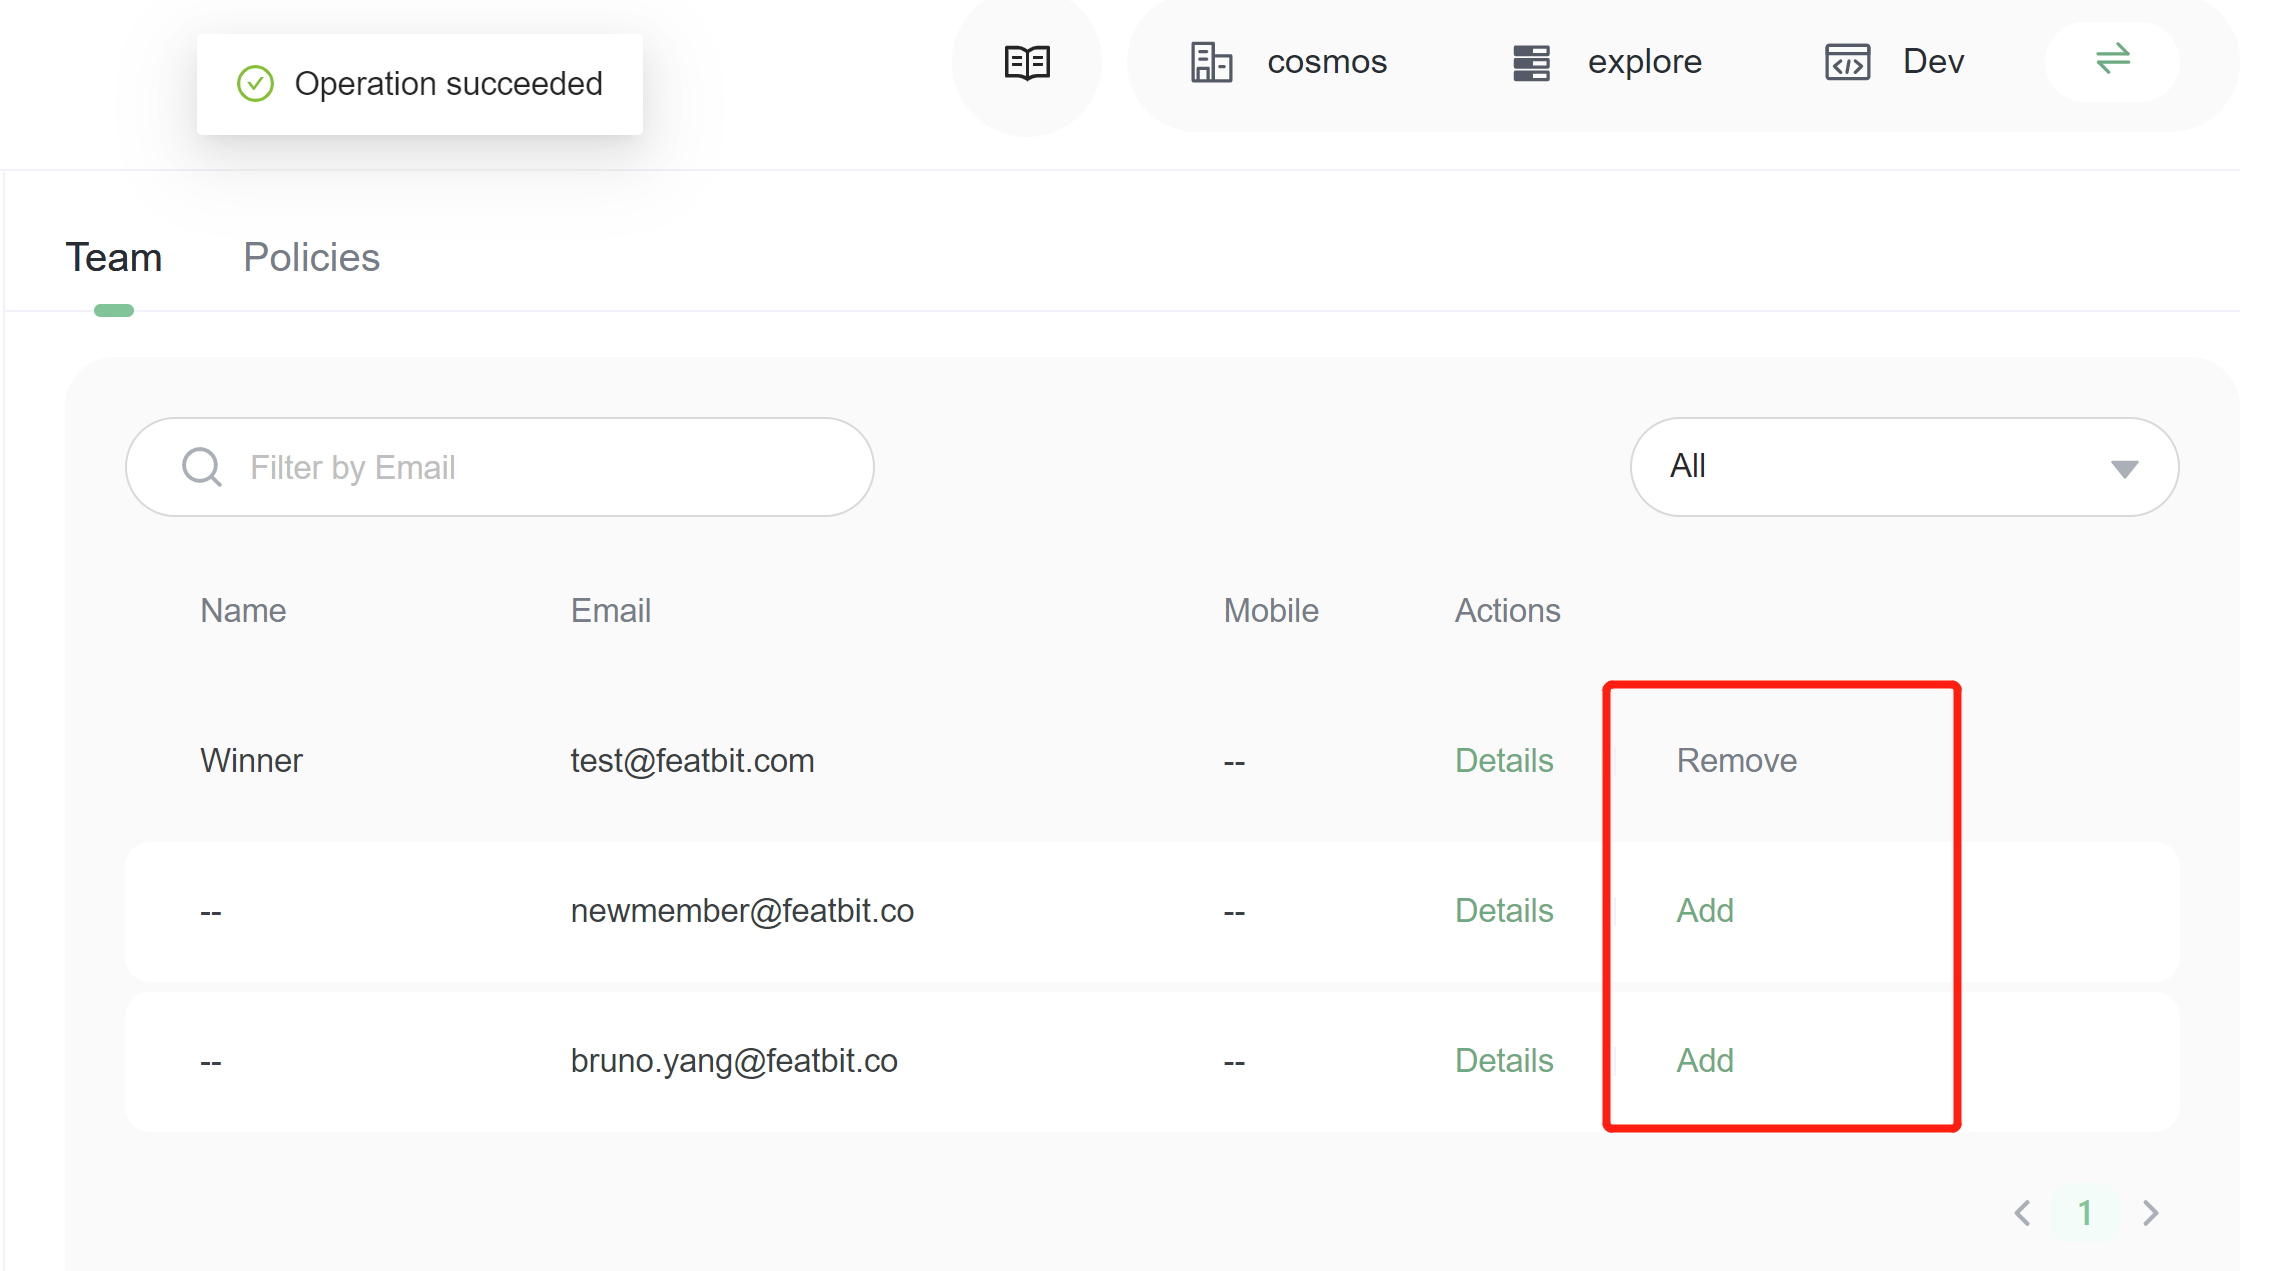 Operation succeeded
cosmos explore Dev
Team Policies
Filter by Email All
Name Email Mobile Actions
Winner test@featbit.com -- Details Remove
-- newmember@featbit.co -- Details Add
-- bruno.yang@featbit.co -- Details Add
1